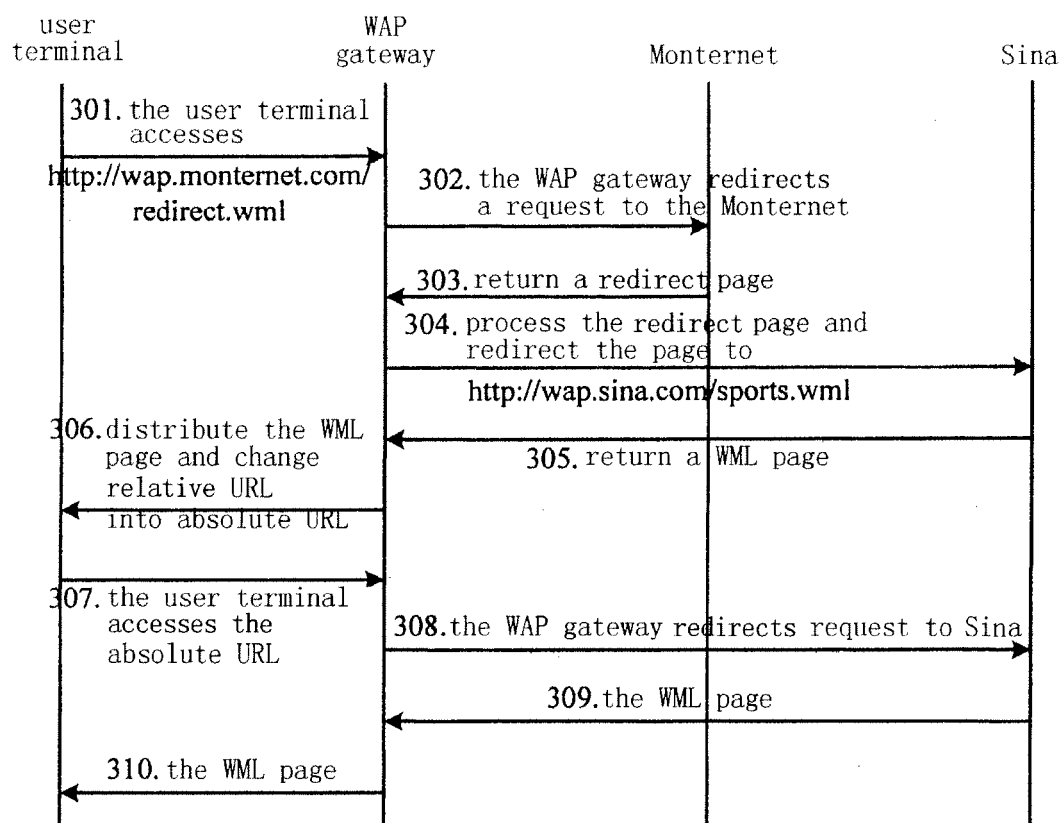 user
terminal
WAP
gateway
Monternet
Sina
301. the user terminal
accesses
http://wap.monternet.com/
redirect.wml
302. the WAP gateway redirects
a request to the Monternet
303. return a redirect page
304. process the redirect page and
redirect the page to
http://wap.sina.com/sports.wml
305. return a WML page
306. distribute the WML
page and change
relative URL
into absolute URL
307. the user terminal
accesses the
absolute URL
308. the WAP gateway redirects request to Sina
309. the WML page
310. the WML page